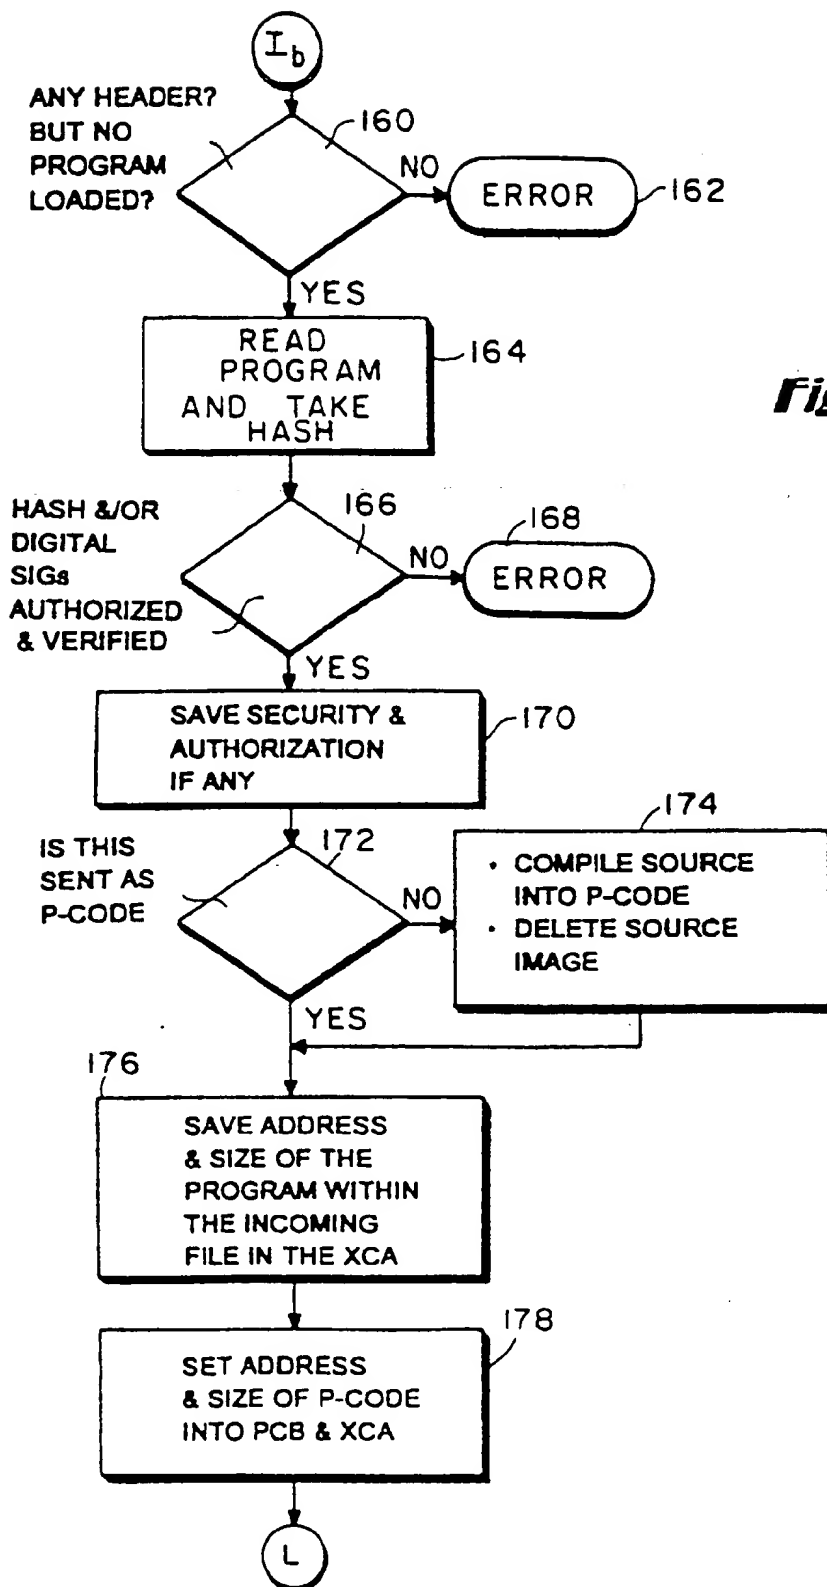 I b
ANY HEADER?
BUT NO
PROGRAM
LOADED?
160
NO
ERROR
162
YES
READ
PROGRAM
AND TAKE
HASH
164
HASH &/OR
DIGITAL
SIGs
AUTHORIZED
& VERIFIED
166
NO
168
ERROR
YES
SAVE SECURITY &
AUTHORIZATION
IF ANY
170
IS THIS
SENT AS
P-CODE
172
NO
174
• COMPILE SOURCE
INTO P-CODE
• DELETE SOURCE
IMAGE
YES
176
SAVE ADDRESS
& SIZE OF THE
PROGRAM WITHIN
THE INCOMING
FILE IN THE XCA
178
SET ADDRESS
& SIZE OF P-CODE
INTO PCB & XCA
L